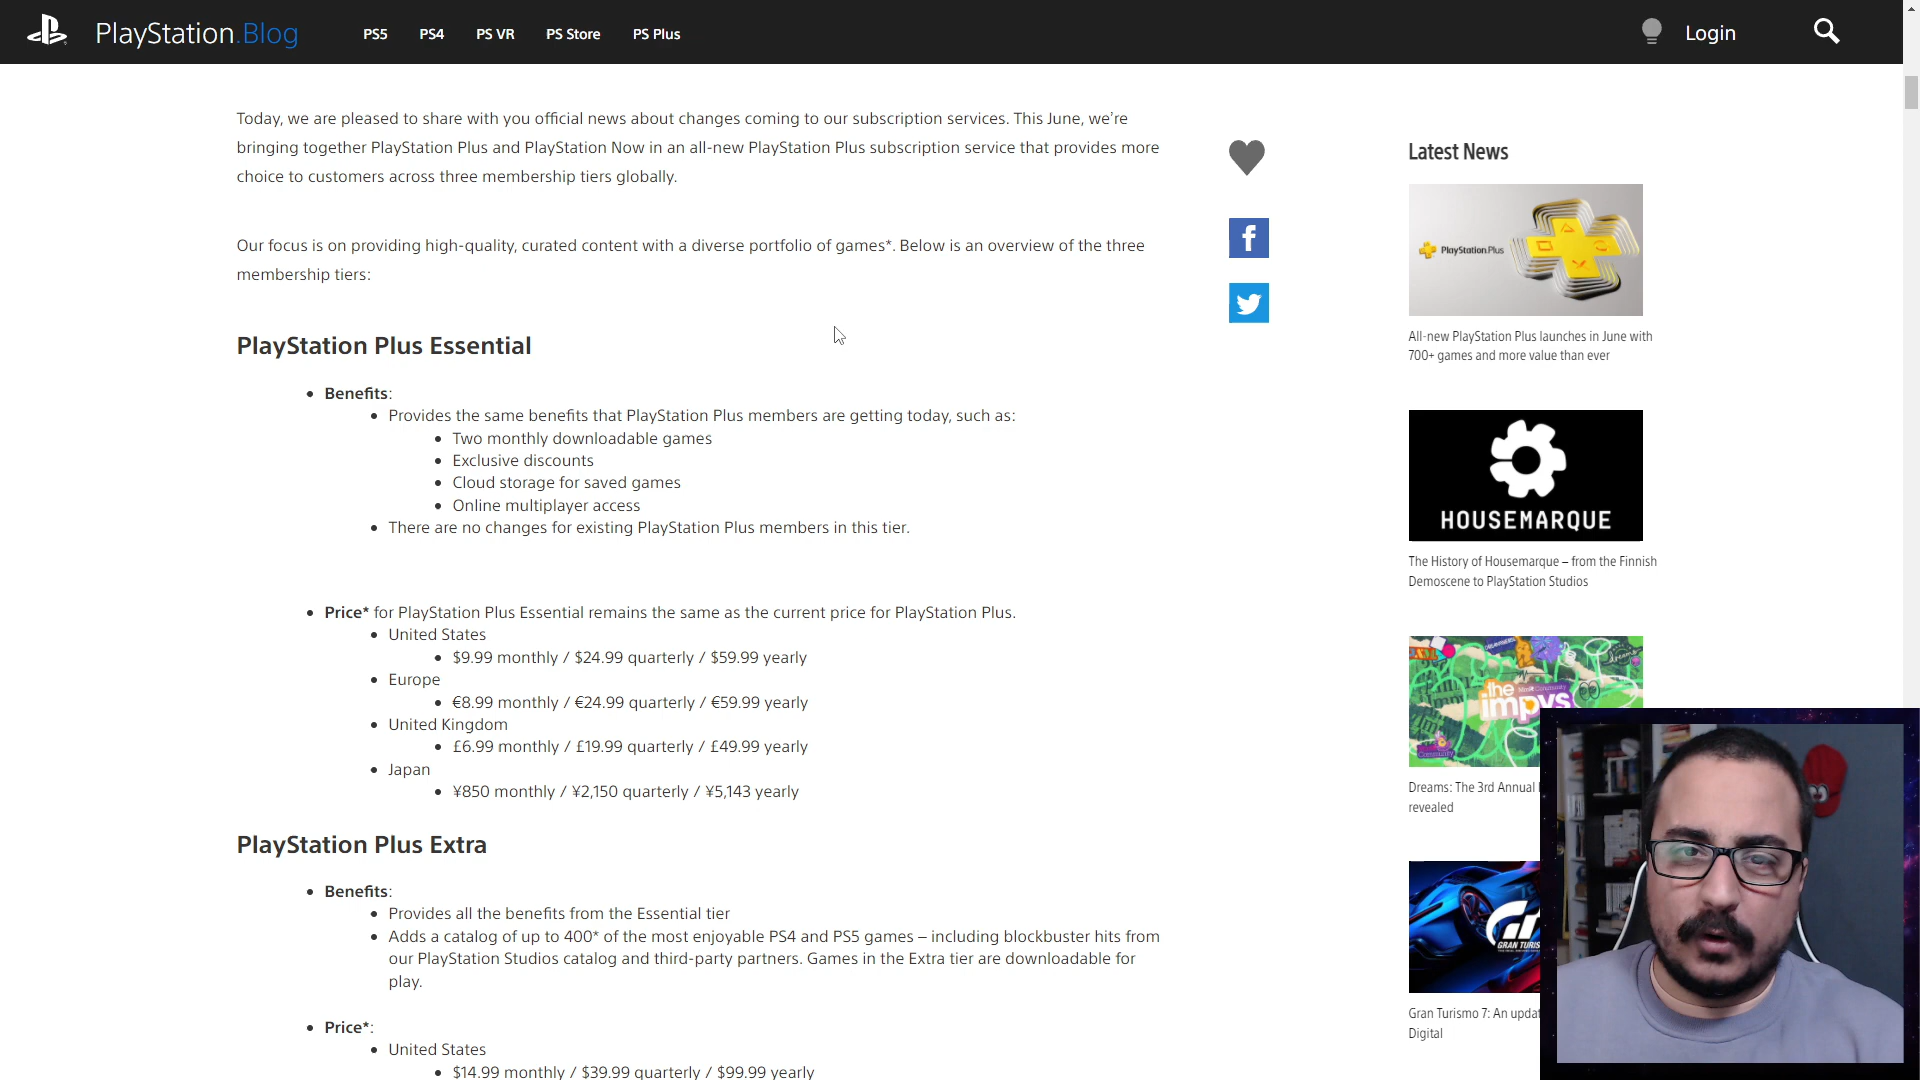 PlayStation.Blog
PS5 PS4 PS VR PS Store PS Plus
Login
Today, we are pleased to share with you official news about changes coming to our subscription services. This June, we’re
bringing together PlayStation Plus and PlayStation Now in an all-new PlayStation Plus subscription service that provides more
choice to customers across three membership tiers globally.
Our focus is on providing high-quality, curated content with a diverse portfolio of games*. Below is an overview of the three
membership tiers:
PlayStation Plus Essential
Benefits:
Provides the same benefits that PlayStation Plus members are getting today, such as:
Two monthly downloadable games
Exclusive discounts
Cloud storage for saved games
Online multiplayer access
There are no changes for existing PlayStation Plus members in this tier.
Price* for PlayStation Plus Essential remains the same as the current price for PlayStation Plus.
United States
$9.99 monthly / $24.99 quarterly / $59.99 yearly
Europe
€8.99 monthly / €24.99 quarterly / €59.99 yearly
United Kingdom
£6.99 monthly / £19.99 quarterly / £49.99 yearly
Japan
¥850 monthly / ¥2,150 quarterly / ¥5,143 yearly
PlayStation Plus Extra
Benefits:
Provides all the benefits from the Essential tier
Adds a catalog of up to 400* of the most enjoyable PS4 and PS5 games – including blockbuster hits from
our PlayStation Studios catalog and third-party partners. Games in the Extra tier are downloadable for
play.
Price*:
United States
$14.99 monthly / $39.99 quarterly / $99.99 yearly
Latest News
PlayStation.Plus
All-new PlayStation Plus launches in June with
700+ games and more value than ever
HOUSEMARQUE
The History of Housemarque – from the Finnish
Demoscene to PlayStation Studios
the
impys
Dreams: The 3rd Annual
revealed
GT
GRAN TURIS
Gran Turismo 7: An updat
Digital